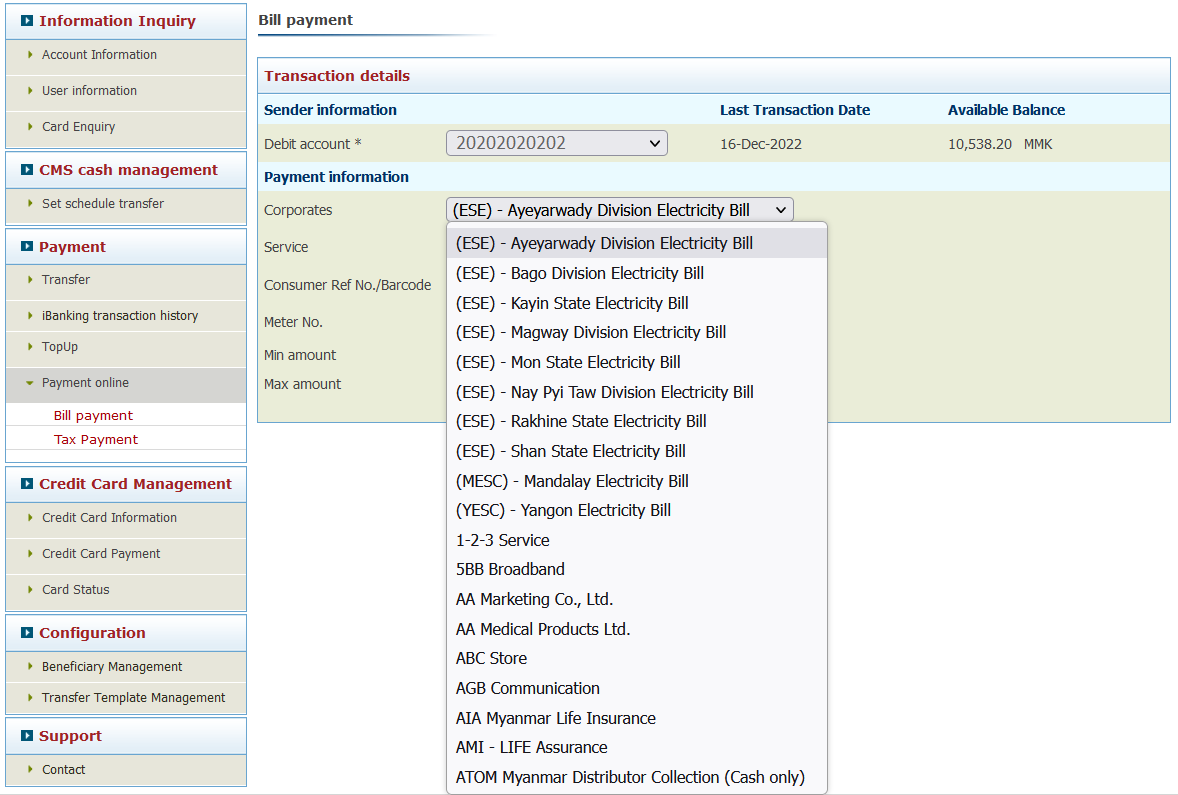 Information Inquiry
Account Information
User information
Card Enquiry
CMS cash management
Set schedule transfer
Payment
Transfer
iBanking transaction history
TopUp
Payment online
Bill payment
Tax Payment
Credit Card Management
Credit Card Information
Credit Card Payment
Card Status
Configuration
Beneficiary Management
Transfer Template Management
Support
Contact
Bill payment
Transaction details
Sender information Last Transaction Date Available Balance
Debit account * 20202020202 16-Dec-2022 10,538.20 MMK
Payment information
Corporates (ESE) - Ayeyarwady Division Electricity Bill
Service
Consumer Ref No./Barcode
Meter No.
Min amount
Max amount
(ESE) - Ayeyarwady Division Electricity Bill
(ESE) - Bago Division Electricity Bill
(ESE) - Kayin State Electricity Bill
(ESE) - Magway Division Electricity Bill
(ESE) - Mon State Electricity Bill
(ESE) - Nay Pyi Taw Division Electricity Bill
(ESE) - Rakhine State Electricity Bill
(ESE) - Shan State Electricity Bill
(MESC) - Mandalay Electricity Bill
(YESC) - Yangon Electricity Bill
1-2-3 Service
5BB Broadband
AA Marketing Co., Ltd.
AA Medical Products Ltd.
ABC Store
AGB Communication
AIA Myanmar Life Insurance
AMI - LIFE Assurance
ATOM Myanmar Distributor Collection (Cash only)